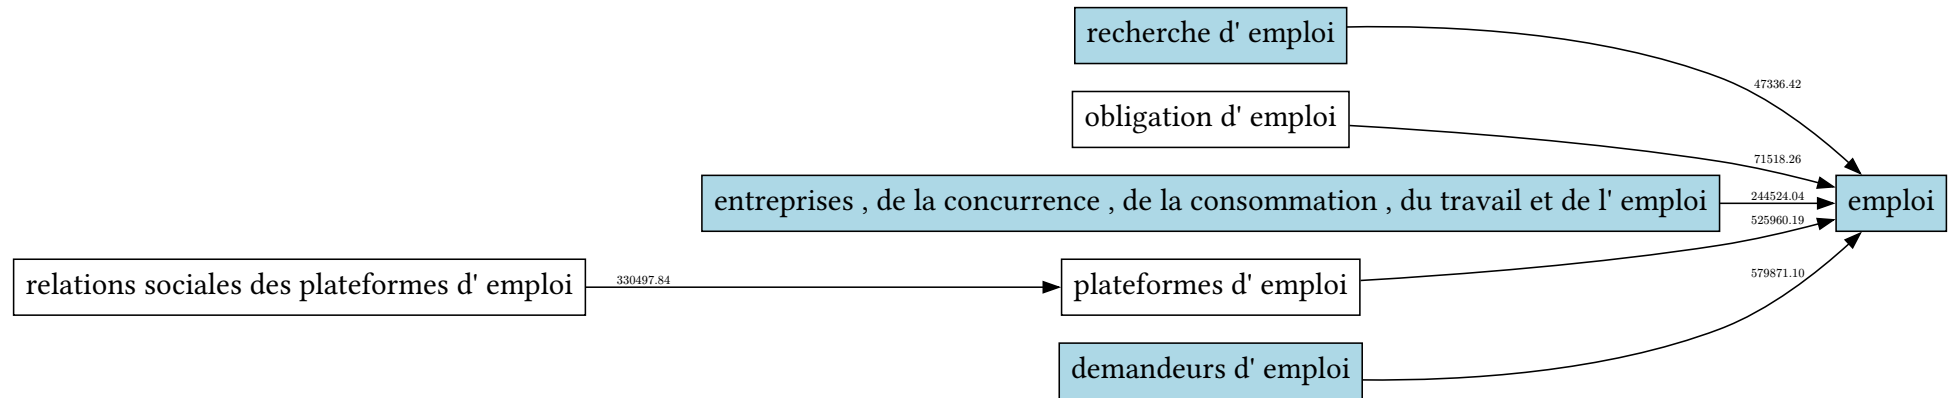 recherche d' emploi
47336.42
obligation d' emploi
71518.26
entreprises , de la concurrence , de la consommation , du travail et de l' emploi
244524.04
emploi
525960.19
relations sociales des plateformes d' emploi
330497.84
plateformes d' emploi
579871.10
demandeurs d' emploi